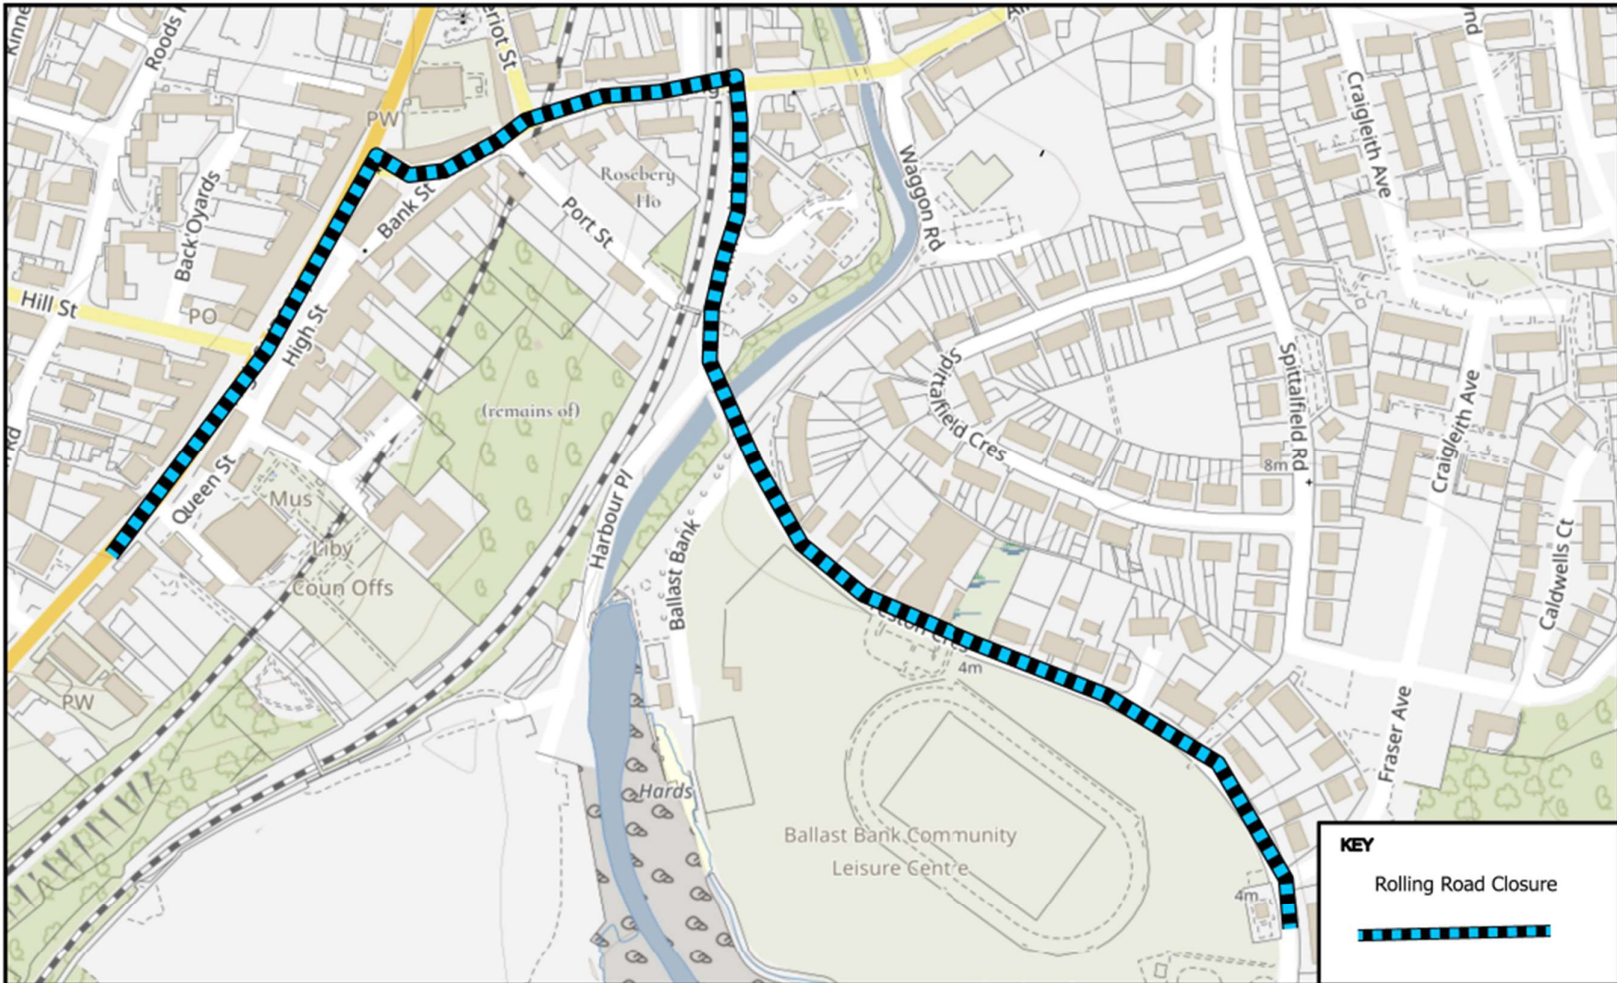 Roods
PW
Rosebery
Ho
Back O'yards
Bank St
Port St
Waggon Rd
Craigleith Ave
Hill St
PO
High St
(remains of)
Spittalfield Cres
Spittalfield Rd
8m
Craigleith Ave
Queen St
Mus
Liby
Coun Offs
Harbour Pl
Ballast Bank
Caldwells Ct
4m
PW
Fraser Ave
Hards
Ballast Bank Community
Leisure Centre
4m
KEY
Rolling Road Closure